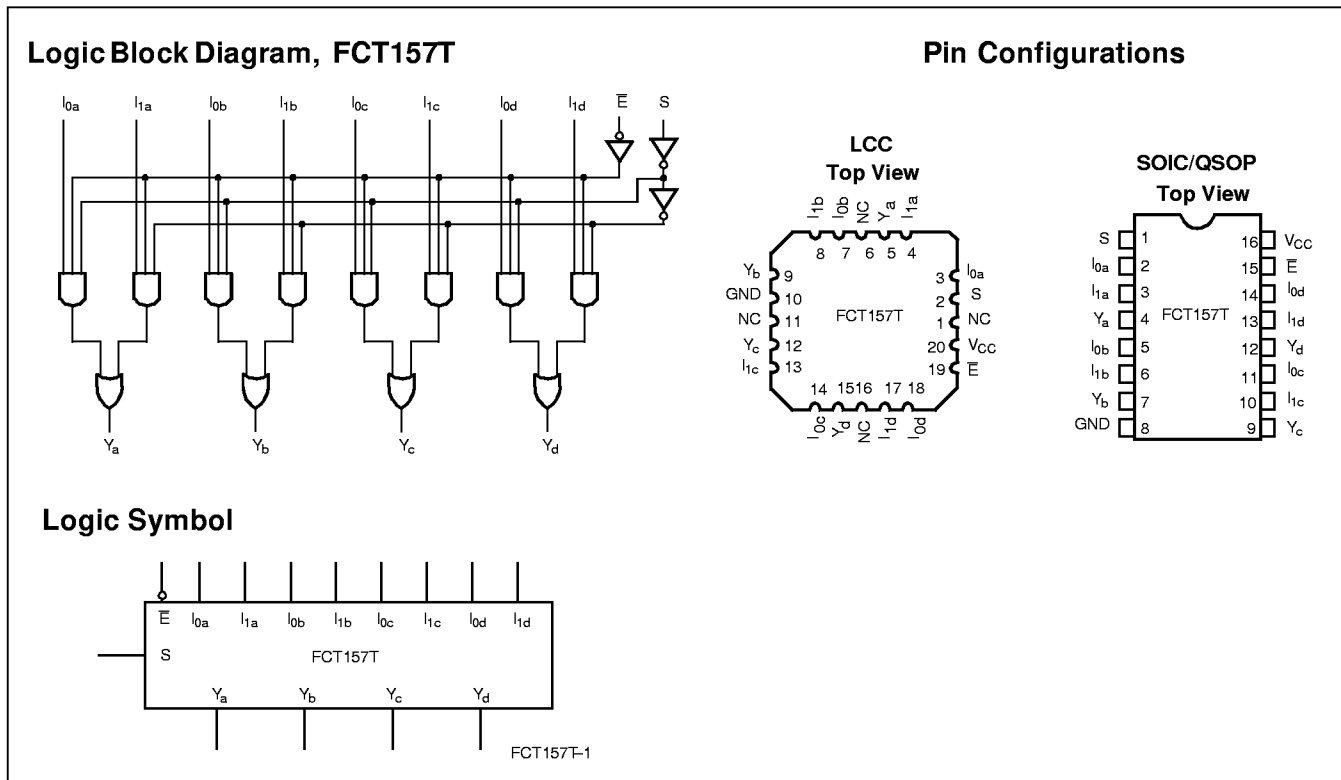 Logic Block Diagram, FCT157T
I0a I1a I0b I1b I0c I1c I0d I1d E̅ S
Ya Yb Yc Yd
Logic Symbol
E̅ I0a I1a I0b I1b I0c I1c I0d I1d
S FCT157T
Ya Yb Yc Yd
FCT157T–1
Pin Configurations
LCC
Top View
I1b I0b NC Ya I1a
8 7 6 5 4
Yb 9 3 I0a
GND 10 2 S
NC 11 FCT157T 1 NC
Yc 12 20 VCC
I1c 13 19 E̅
14 15 16 17 18
I0c Yd NC I1d I0d
SOIC/QSOP
Top View
S 1 16 VCC
I0a 2 15 E̅
I1a 3 14 I0d
Ya 4 FCT157T 13 I1d
I0b 5 12 Yd
I1b 6 11 I0c
Yb 7 10 I1c
GND 8 9 Yc